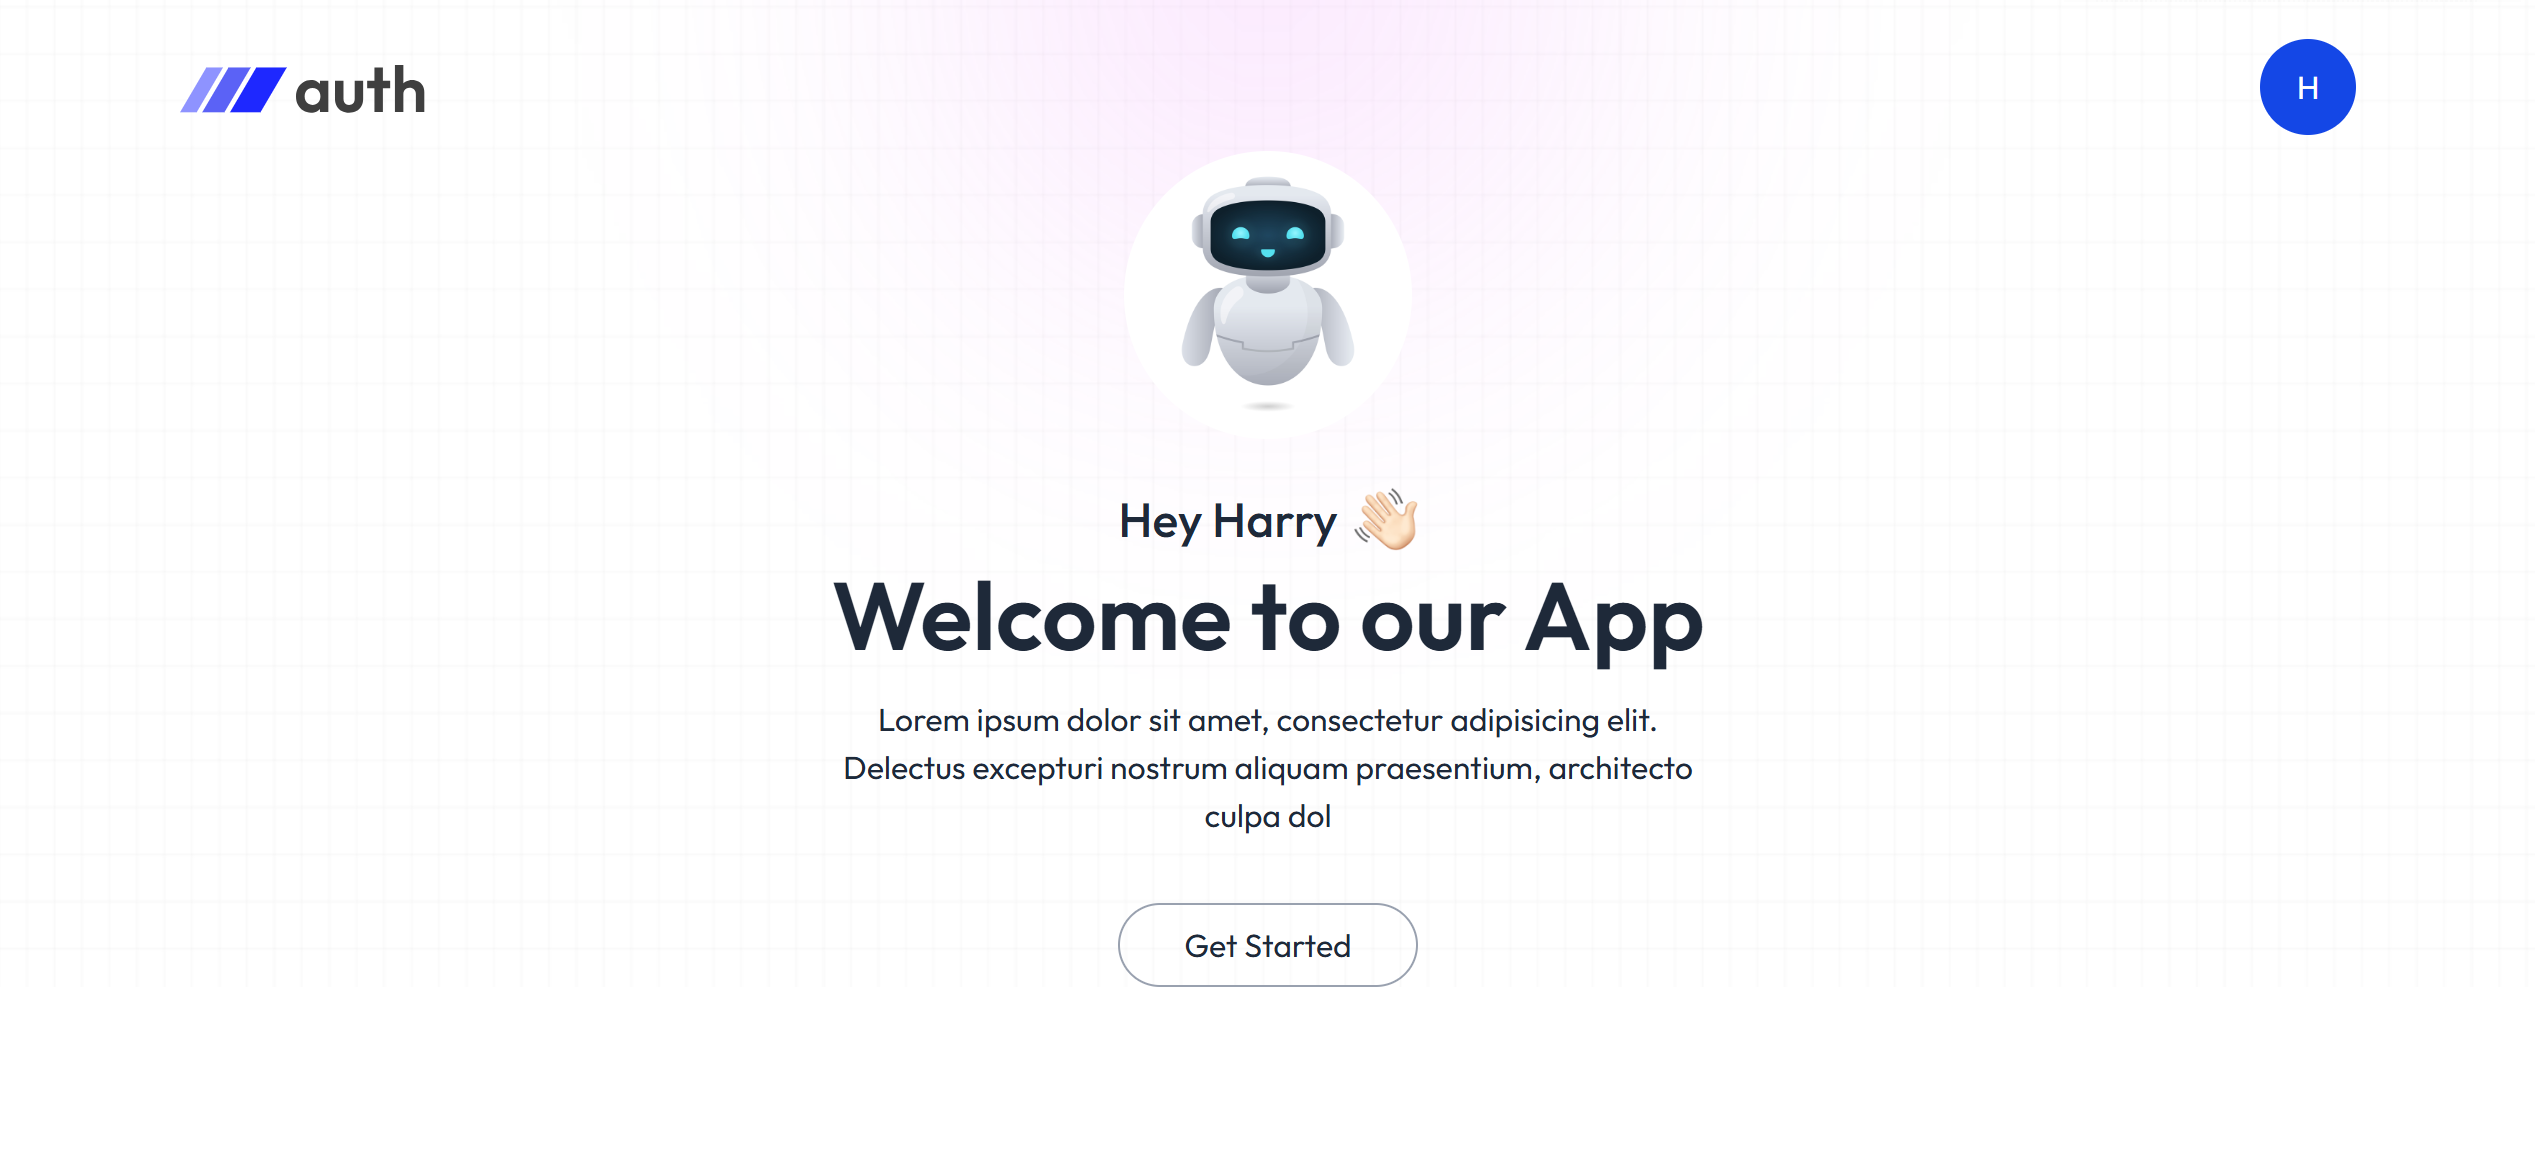 auth
H
Hey Harry 👋🏻
Welcome to our App
Lorem ipsum dolor sit amet, consectetur adipisicing elit.
Delectus excepturi nostrum aliquam praesentium, architecto
culpa dol
Get Started